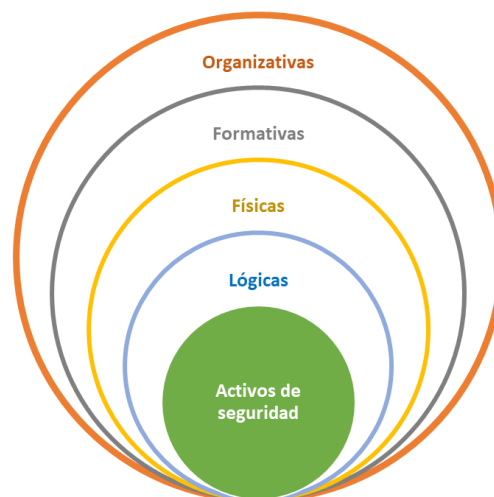 Organizativas
Formativas
Físicas
Lógicas
Activos de
seguridad